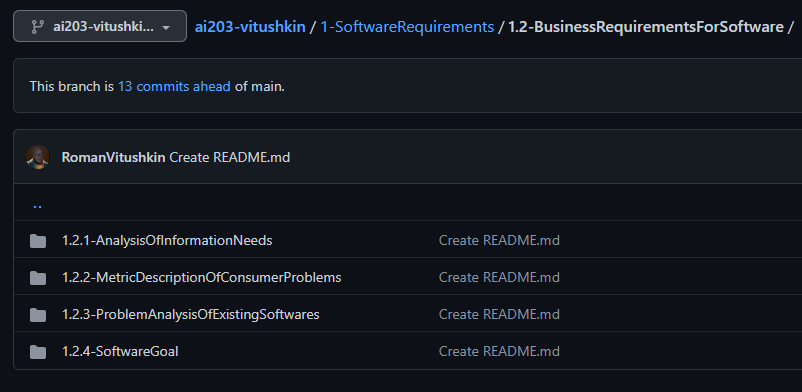 ai203-vitushki... ai203-vitushkin / 1-SoftwareRequirements / 1.2-BusinessRequirementsForSoftware /
This branch is 13 commits ahead of main.
RomanVitushkin Create README.md
..
1.2.1-AnalysisOfInformationNeeds Create README.md
1.2.2-MetricDescriptionOfConsumerProblems Create README.md
1.2.3-ProblemAnalysisOfExistingSoftwares Create README.md
1.2.4-SoftwareGoal Create README.md